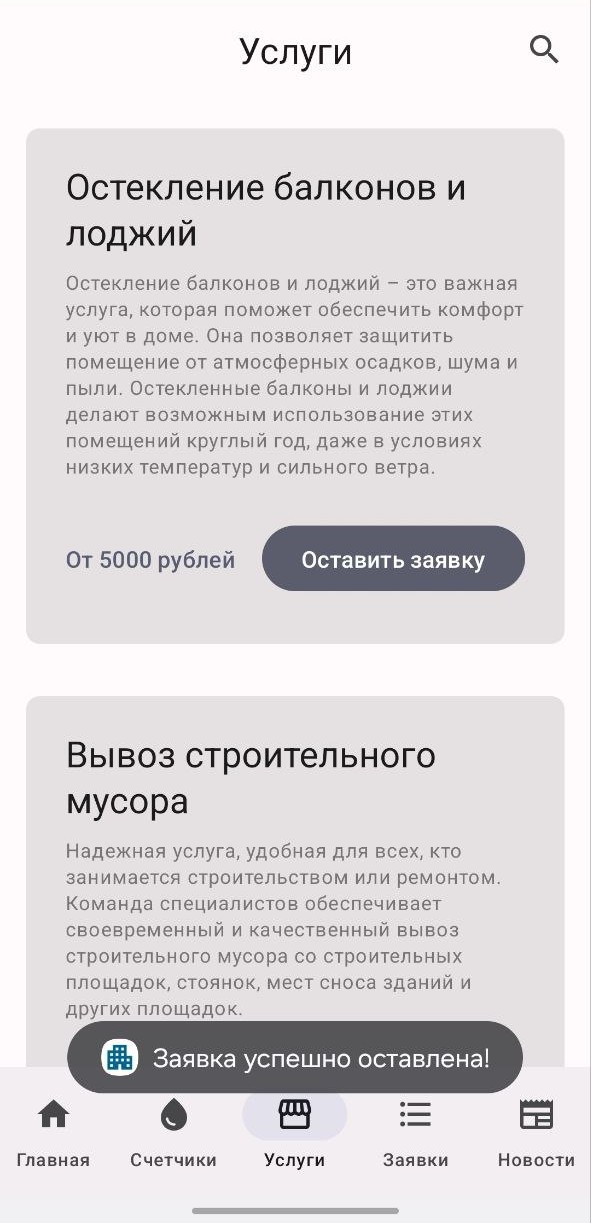 Услуги
Остекление балконов и
лоджий
Остекление балконов и лоджий – это важная
услуга, которая поможет обеспечить комфорт
и уют в доме. Она позволяет защитить
помещение от атмосферных осадков, шума и
пыли. Остекленные балконы и лоджии
делают возможным использование этих
помещений круглый год, даже в условиях
низких температур и сильного ветра.
От 5000 рублей
Оставить заявку
Вывоз строительного
мусора
Надежная услуга, удобная для всех, кто
занимается строительством или ремонтом.
Команда специалистов обеспечивает
своевременный и качественный вывоз
строительного мусора со строительных
площадок, стоянок, мест сноса зданий и
других площадок.
Заявка успешно оставлена!
Главная
Счетчики
Услуги
Заявки
Новости